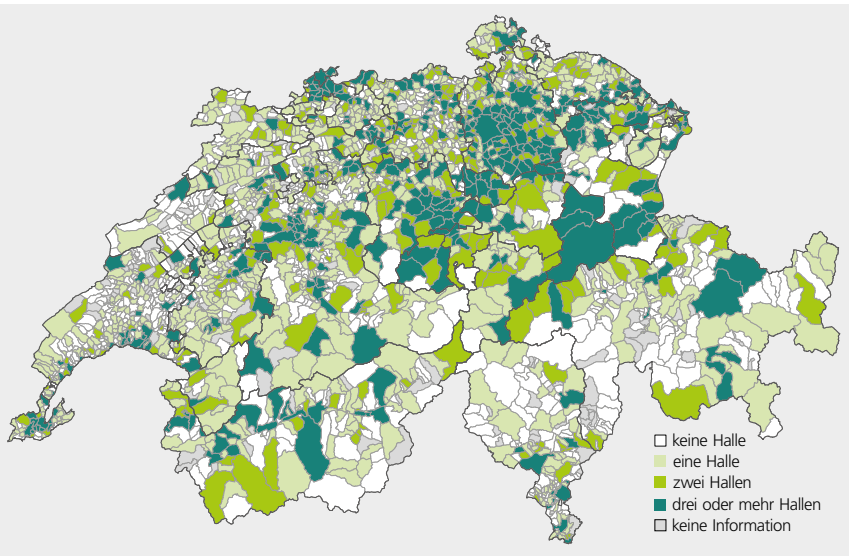 keine Halle
eine Halle
zwei Hallen
drei oder mehr Hallen
keine Information